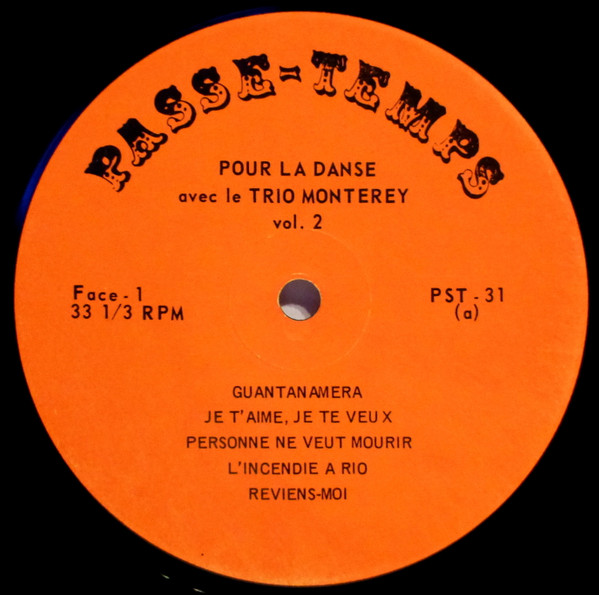 PASSE-TEMPS
POUR LA DANSE
avec le TRIO MONTEREY
vol. 2
Face - 1
33 1/3 RPM
PST - 31
(a)
GUANTANAMERA
JE T'AIME, JE TE VEUX
PERSONNE NE VEUT MOURIR
L'INCENDIE A RIO
REVIENS-MOI